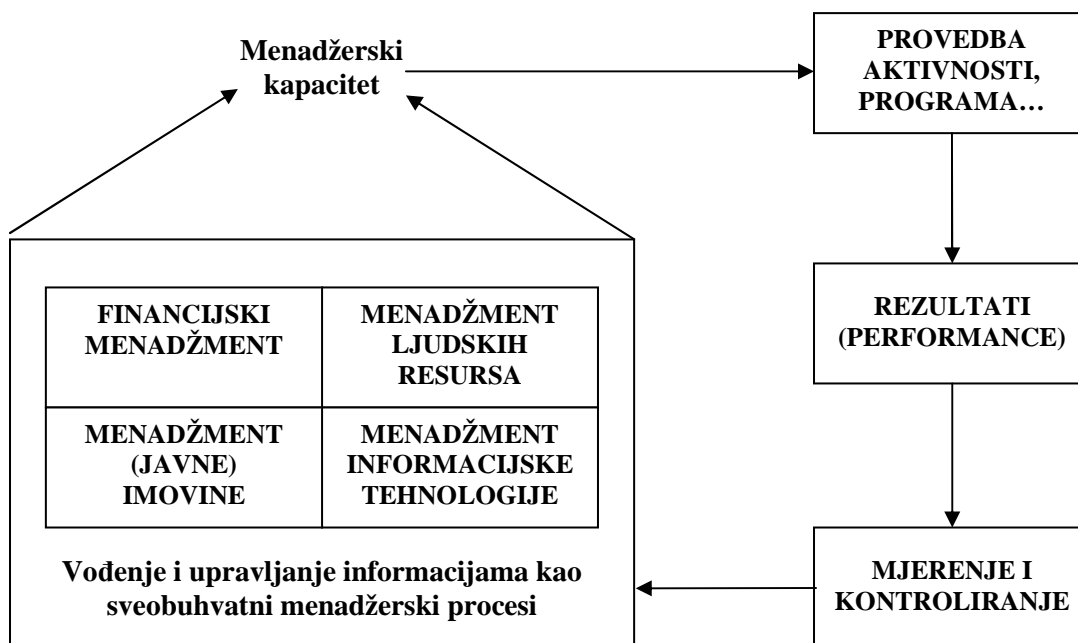 Menadžerski
kapacitet
PROVEDBA
AKTIVNOSTI,
PROGRAMA…
FINANCIJSKI
MENADŽMENT
MENADŽMENT
LJUDSKIH
RESURSA
MENADŽMENT
(JAVNE)
IMOVINE
MENADŽMENT
INFORMACIJSKE
TEHNOLOGIJE
Vođenje i upravljanje informacijama kao
sveobuhvatni menadžerski procesi
REZULTATI
(PERFORMANCE)
MJERENJE I
KONTROLIRANJE